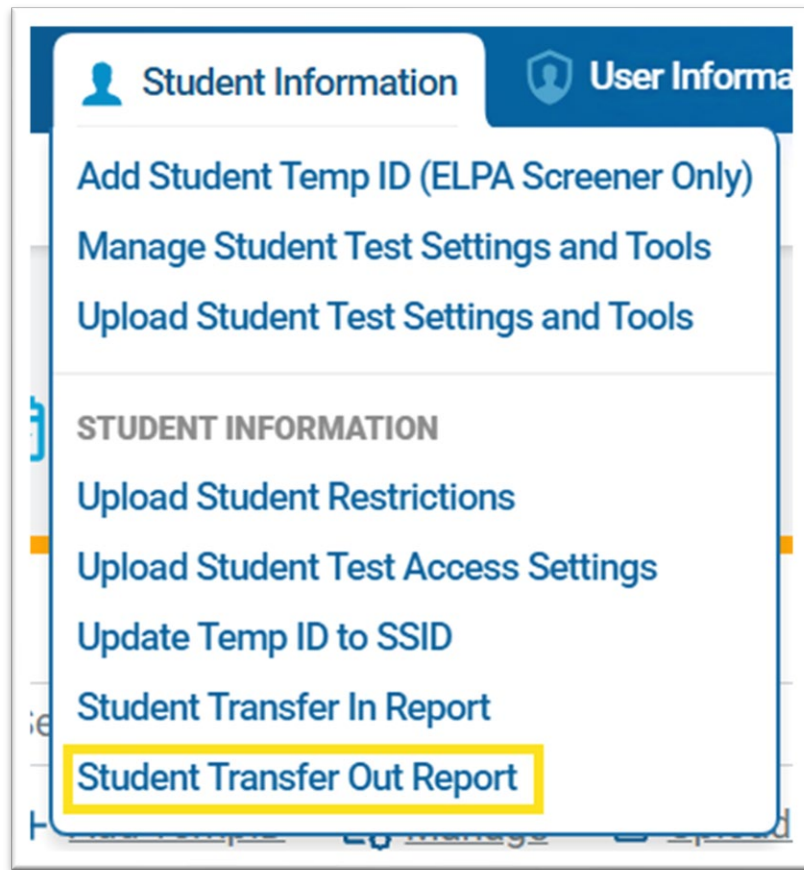 Student Information
User Informa
Add Student Temp ID (ELPA Screener Only)
Manage Student Test Settings and Tools
Upload Student Test Settings and Tools
STUDENT INFORMATION
Upload Student Restrictions
Upload Student Test Access Settings
Update Temp ID to SSID
Student Transfer In Report
Student Transfer Out Report